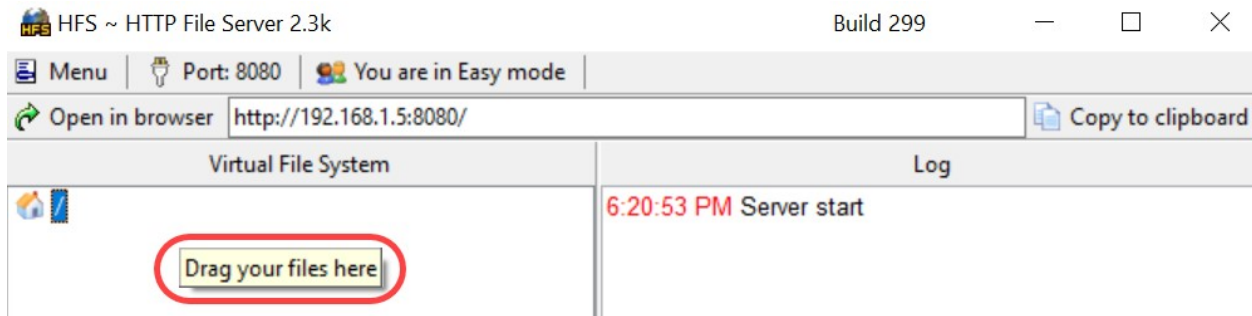 HFS ~ HTTP File Server 2.3k Build 299
Menu Port: 8080 You are in Easy mode
Open in browser http://192.168.1.5:8080/ Copy to clipboard
Virtual File System Log
/ 6:20:53 PM Server start
Drag your files here